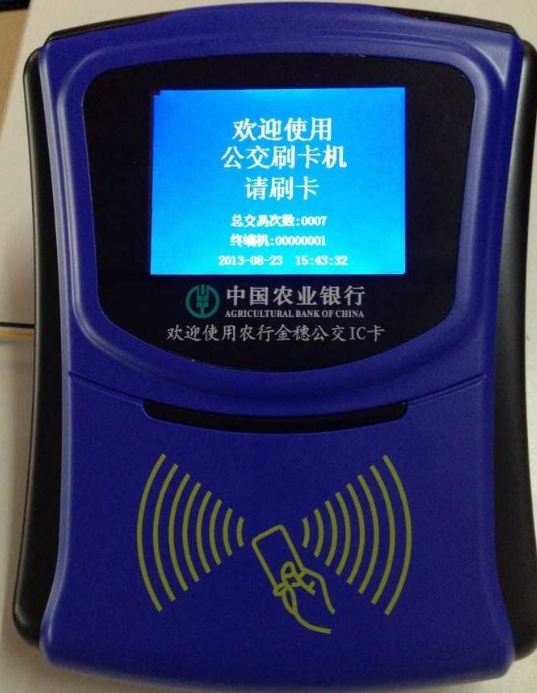 欢迎使用
公交刷卡机
请刷卡
总交易次数:0007
终端机:00000001
2013-08-23 15:43:32
中国农业银行
AGRICULTURAL BANK OF CHINA
欢迎使用农行金穗公交IC卡